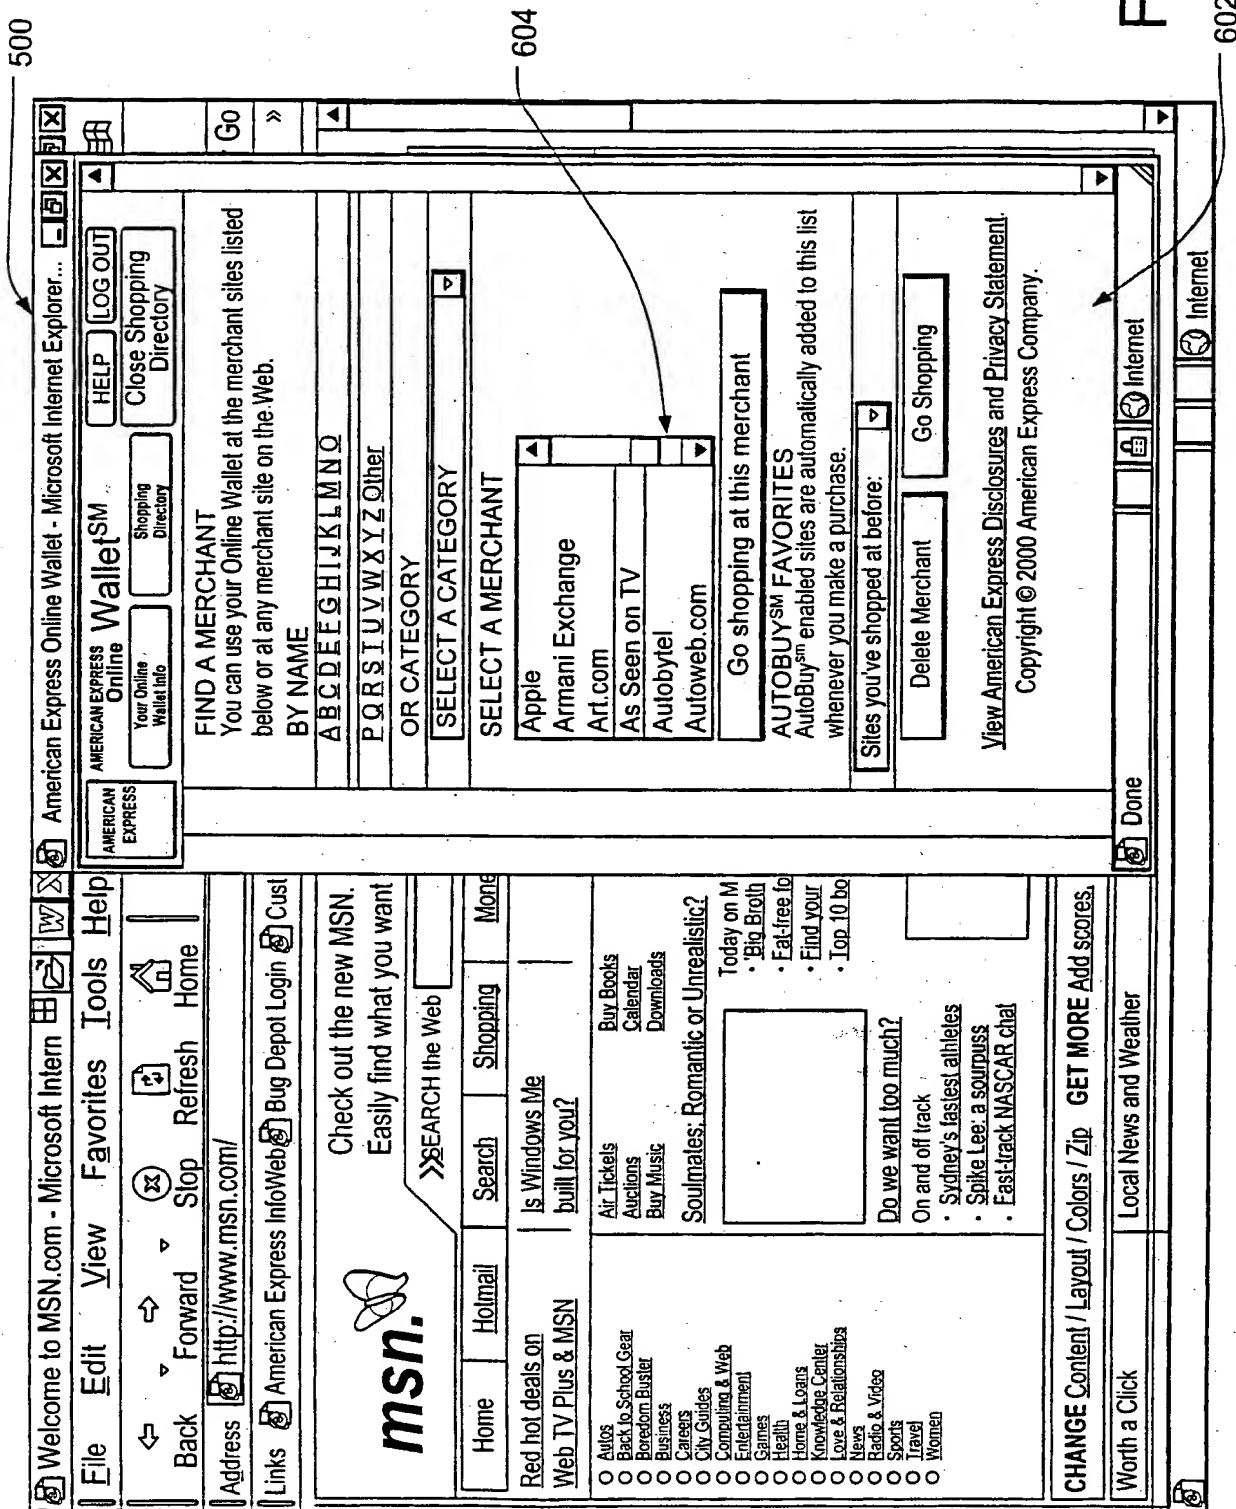 500
Welcome to MSN.com - Microsoft Intern
File Edit View Favorites Tools Help
Back Forward Stop Refresh Home
Address http://www.msn.com/
Go
Links American Express InfoWeb Bug Depot Login Cust
»
msn.
Check out the new MSN.
Easily find what you want
SEARCH the Web
Home Hotmail Search Shopping Mone
Red hot deals on
Web TV Plus & MSN
Is Windows Me
built for you?
Autos
Back to School Gear
Boredom Buster
Business
Careers
City Guides
Computing & Web
Entertainment
Games
Health
Home & Loans
Knowledge Center
Love & Relationships
News
Radio & Video
Sports
Travel
Women
Air Tickets
Auctions
Buy Music
Buy Books
Calendar
Downloads
Soulmates; Romantic or Unrealistic?
Today on M
· 'Big Broth
· Fat-free fo
· Find your
· Top 10 bo
Do we want too much?
On and off track
· Sydney's fastest athletes
· Spike Lee: a sourpuss
· Fast-track NASCAR chat
CHANGE Content / Layout / Colors / Zip GET MORE Add scores,
Worth a Click
Local News and Weather
American Express Online Wallet - Microsoft Internet Explorer...
AMERICAN EXPRESS
AMERICAN EXPRESS
Online Wallet SM
HELP LOG OUT
Your Online Wallet Info
Shopping Directory
Close Shopping Directory
FIND A MERCHANT
You can use your Online Wallet at the merchant sites listed
below or at any merchant site on the Web.
BY NAME
A B C D E F G H I J K L M N O
P Q R S T U V W X Y Z Other
OR CATEGORY
SELECT A CATEGORY
SELECT A MERCHANT
Apple
Armani Exchange
Art.com
As Seen on TV
Autobytel
Autoweb.com
604
Go shopping at this merchant
AUTOBUY SM FAVORITES
AutoBuy sm enabled sites are automatically added to this list
whenever you make a purchase.
Sites you've shopped at before:
Delete Merchant
Go Shopping
View American Express Disclosures and Privacy Statement.
Copyright © 2000 American Express Company.
Done
Internet
Internet
602
F